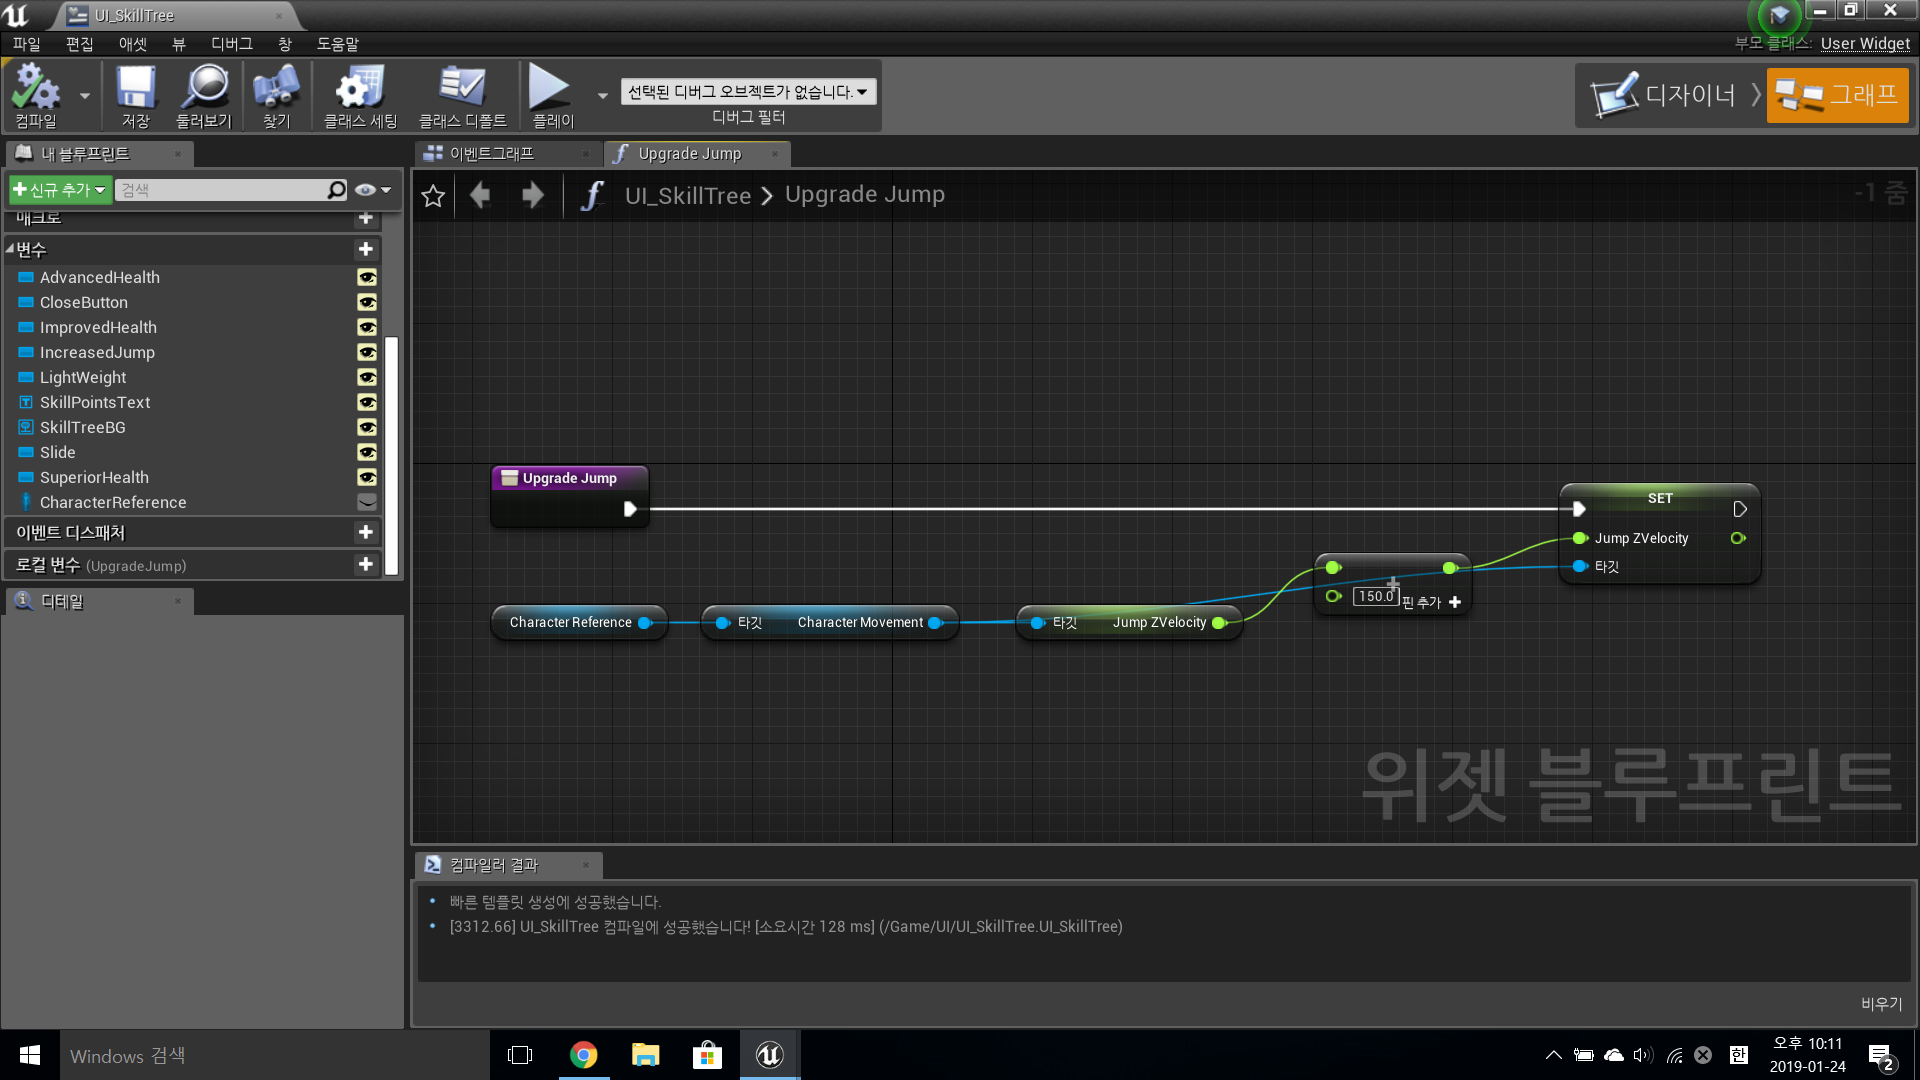 UI_SkillTree
파일 편집 애셋 뷰 디버그 창 도움말
부모 클래스: User Widget
컴파일 저장 둘러보기 찾기 클래스 세팅 클래스 디폴트 플레이
선택된 디버그 오브젝트가 없습니다.
디버그 필터
디자이너 그래프
내 블루프린트
이벤트그래프
Upgrade Jump
신규 추가
검색
UI_SkillTree > Upgrade Jump
-1 줌
매크로
변수
AdvancedHealth
CloseButton
ImprovedHealth
IncreasedJump
LightWeight
SkillPointsText
SkillTreeBG
Slide
SuperiorHealth
CharacterReference
이벤트 디스패처
로컬 변수 (UpgradeJump)
디테일
Upgrade Jump
SET
Jump ZVelocity
타깃
150.0
핀 추가
Character Reference
타깃 Character Movement
타깃 Jump ZVelocity
위젯 블루프린트
컴파일러 결과
빠른 템플릿 생성에 성공했습니다.
[3312.66] UI_SkillTree 컴파일에 성공했습니다! [소요시간 128 ms] (/Game/UI/UI_SkillTree.UI_SkillTree)
비우기
Windows 검색
한
오후 10:11
2019-01-24
2